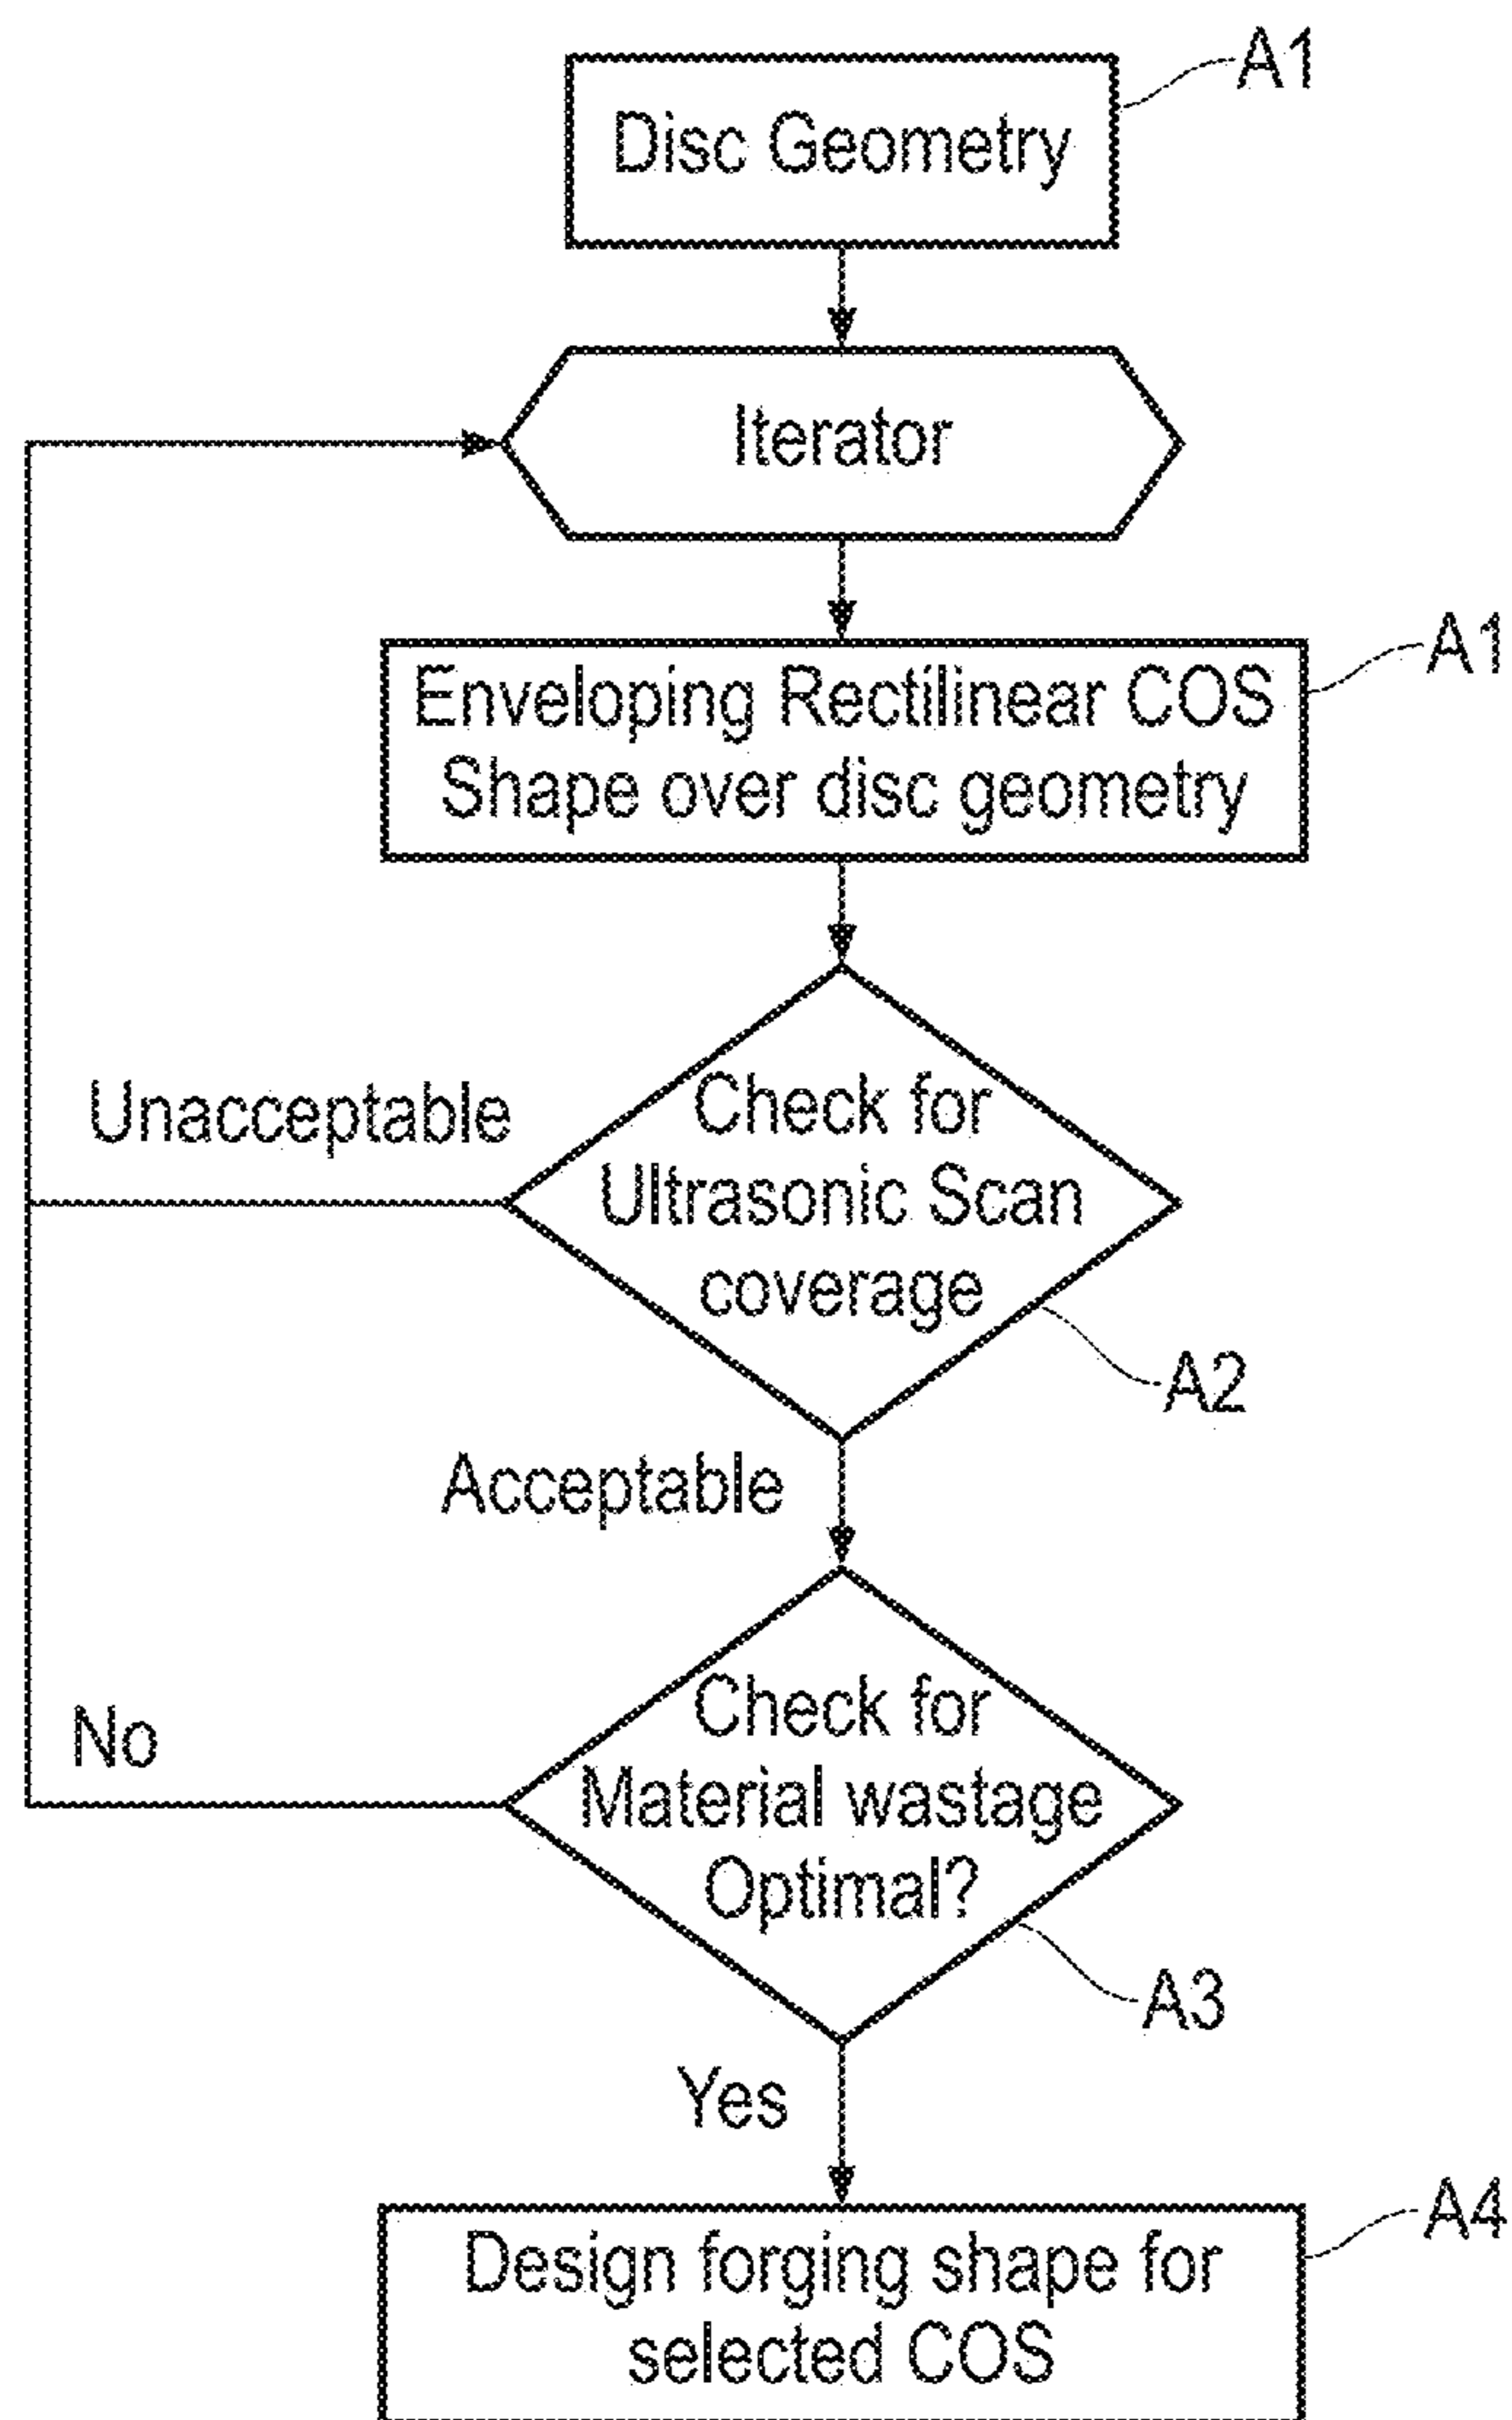 A1
Disc Geometry
Iterator
A1
Enveloping Rectilinear COS
Shape over disc geometry
Unacceptable
Check for
Ultrasonic Scan
coverage
A2
Acceptable
Check for
Material wastage
Optimal?
No
A3
Yes
A4
Design forging shape for
selected COS